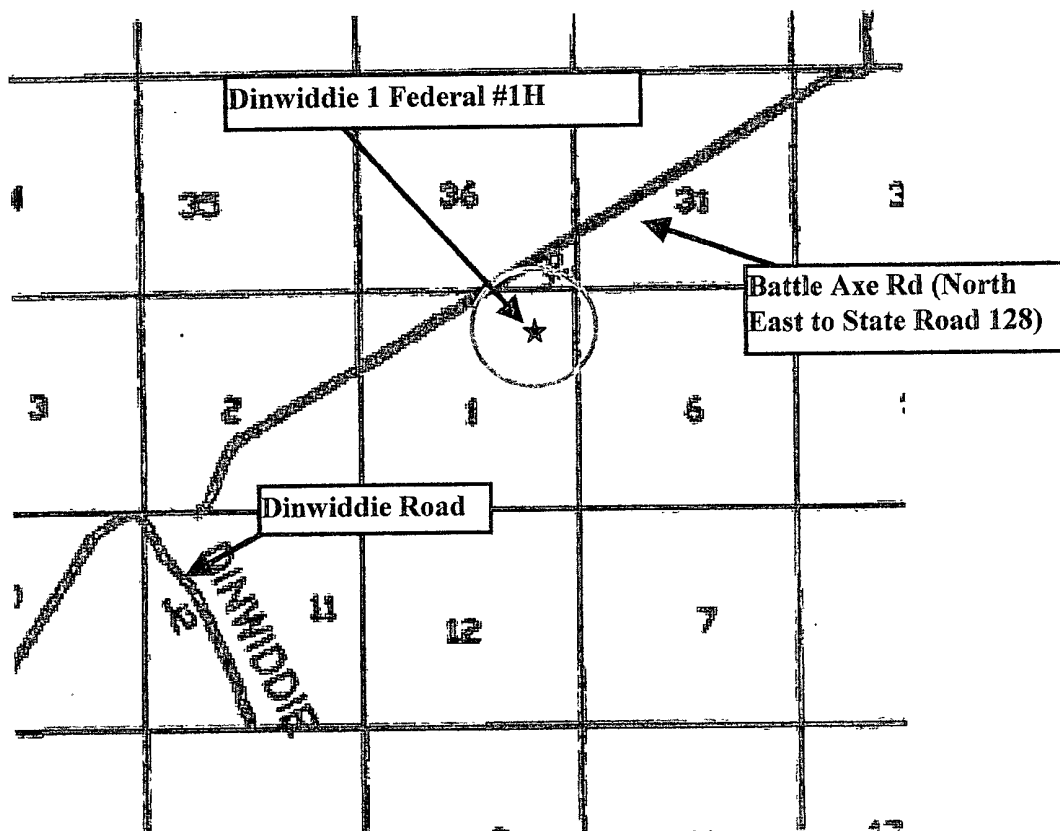 Dinwiddie 1 Federal #1H
35
36
31
Battle Axe Rd (North
East to State Road 128)
3
2
1
6
Dinwiddie Road
11
12
7
DINWIDDIE